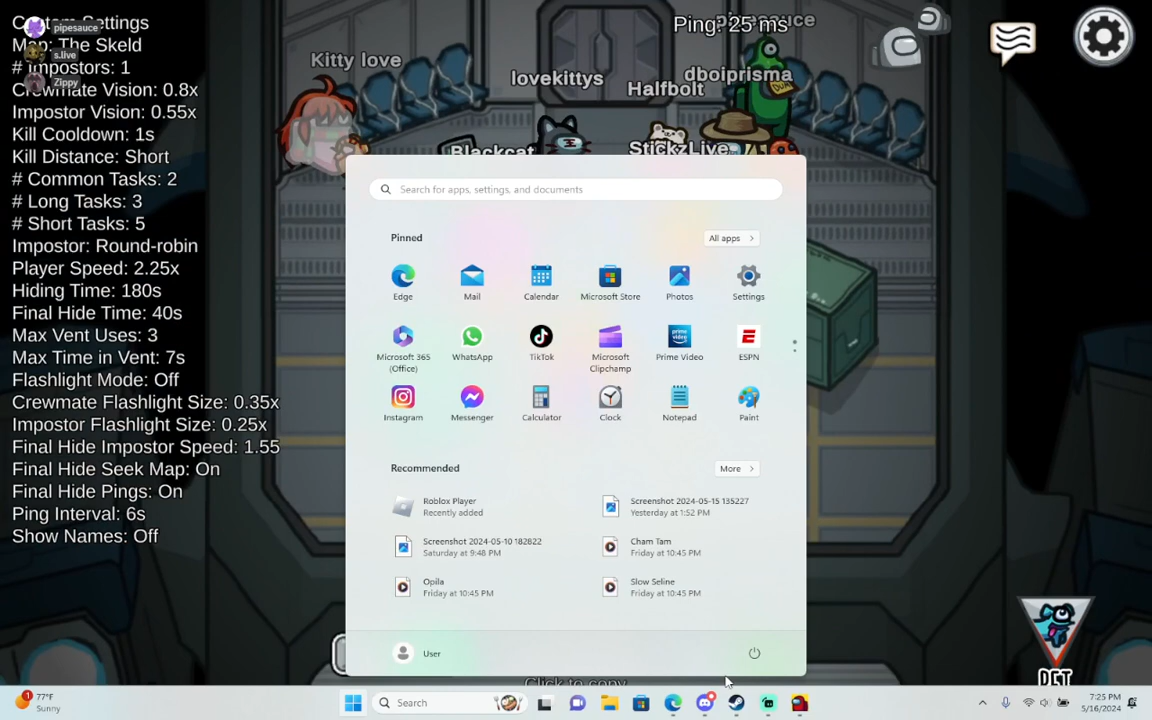 Custom Settings
Map: The Skeld
# Impostors: 1
Crewmate Vision: 0.8x
Impostor Vision: 0.55x
Kill Cooldown: 1s
Kill Distance: Short
# Common Tasks: 2
# Long Tasks: 3
# Short Tasks: 5
Impostor: Round-robin
Player Speed: 2.25x
Hiding Time: 180s
Final Hide Time: 40s
Max Vent Uses: 3
Max Time in Vent: 7s
Flashlight Mode: Off
Crewmate Flashlight Size: 0.35x
Impostor Flashlight Size: 0.25x
Final Hide Impostor Speed: 1.55
Final Hide Seek Map: On
Final Hide Pings: On
Ping Interval: 6s
Show Names: Off
pipesauce
s.live
Zippy
Ping: 25 ms
pipesauce
Kitty love
lovekittys
dboiprisma
Halfbolt
DUM
Blackcat
StickzLive
Search for apps, settings, and documents
Pinned
All apps
Edge
Mail
Calendar
Microsoft Store
Photos
Settings
Microsoft 365
(Office)
WhatsApp
TikTok
Microsoft
Clipchamp
prime video
Prime Video
ESPN
Instagram
Messenger
Calculator
Clock
Notepad
Paint
Recommended
More
Roblox Player
Recently added
Screenshot 2024-05-15 135227
Yesterday at 1:52 PM
Screenshot 2024-05-10 182822
Saturday at 9:48 PM
Cham Tam
Friday at 10:45 PM
Opila
Friday at 10:45 PM
Slow Seline
Friday at 10:45 PM
User
Click to copy
PET
1
77°F
Sunny
Search
7:25 PM
5/16/2024